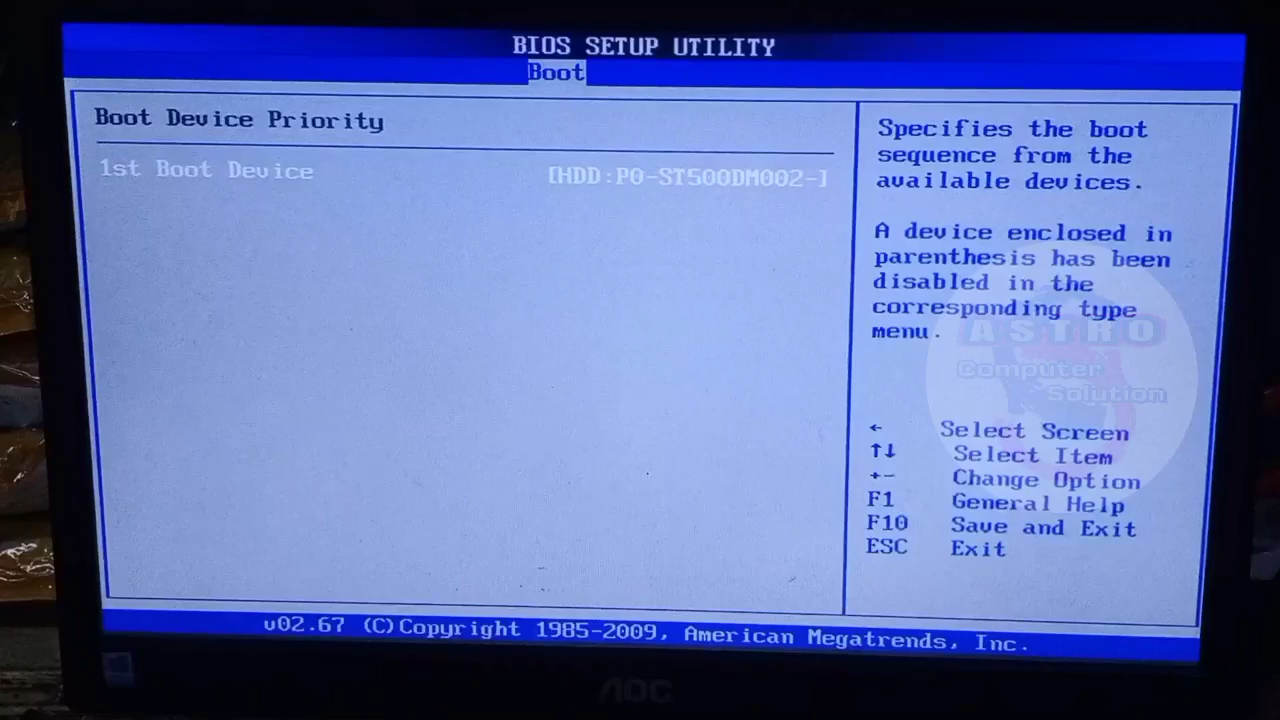 BIOS SETUP UTILITY
Boot
Boot Device Priority
1st Boot Device [HDD:P0-ST500DM002-]
Specifies the boot
sequence from the
available devices.
A device enclosed in
parenthesis has been
disabled in the
corresponding type
menu.
ASTRO
Computer
Solution
← Select Screen
↑↓ Select Item
+- Change Option
F1 General Help
F10 Save and Exit
ESC Exit
v02.67 (C)Copyright 1985-2009, American Megatrends, Inc.
AOC